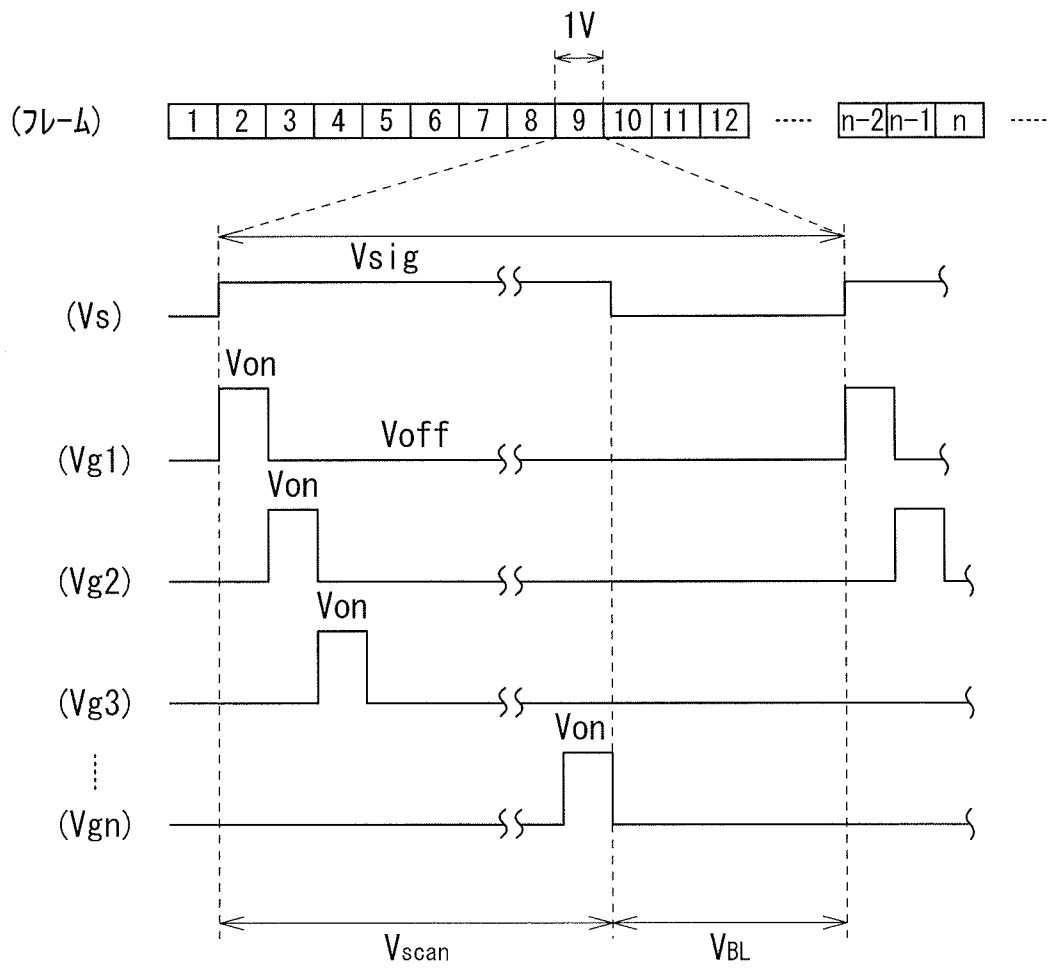 1V
(フレーム) 1 2 3 4 5 6 7 8 9 10 11 12 ····· n-2 n-1 n ·····
Vsig
(Vs)
Von
Voff
(Vg1)
Von
(Vg2)
Von
(Vg3)
Von
(Vgn)
Vscan VBL